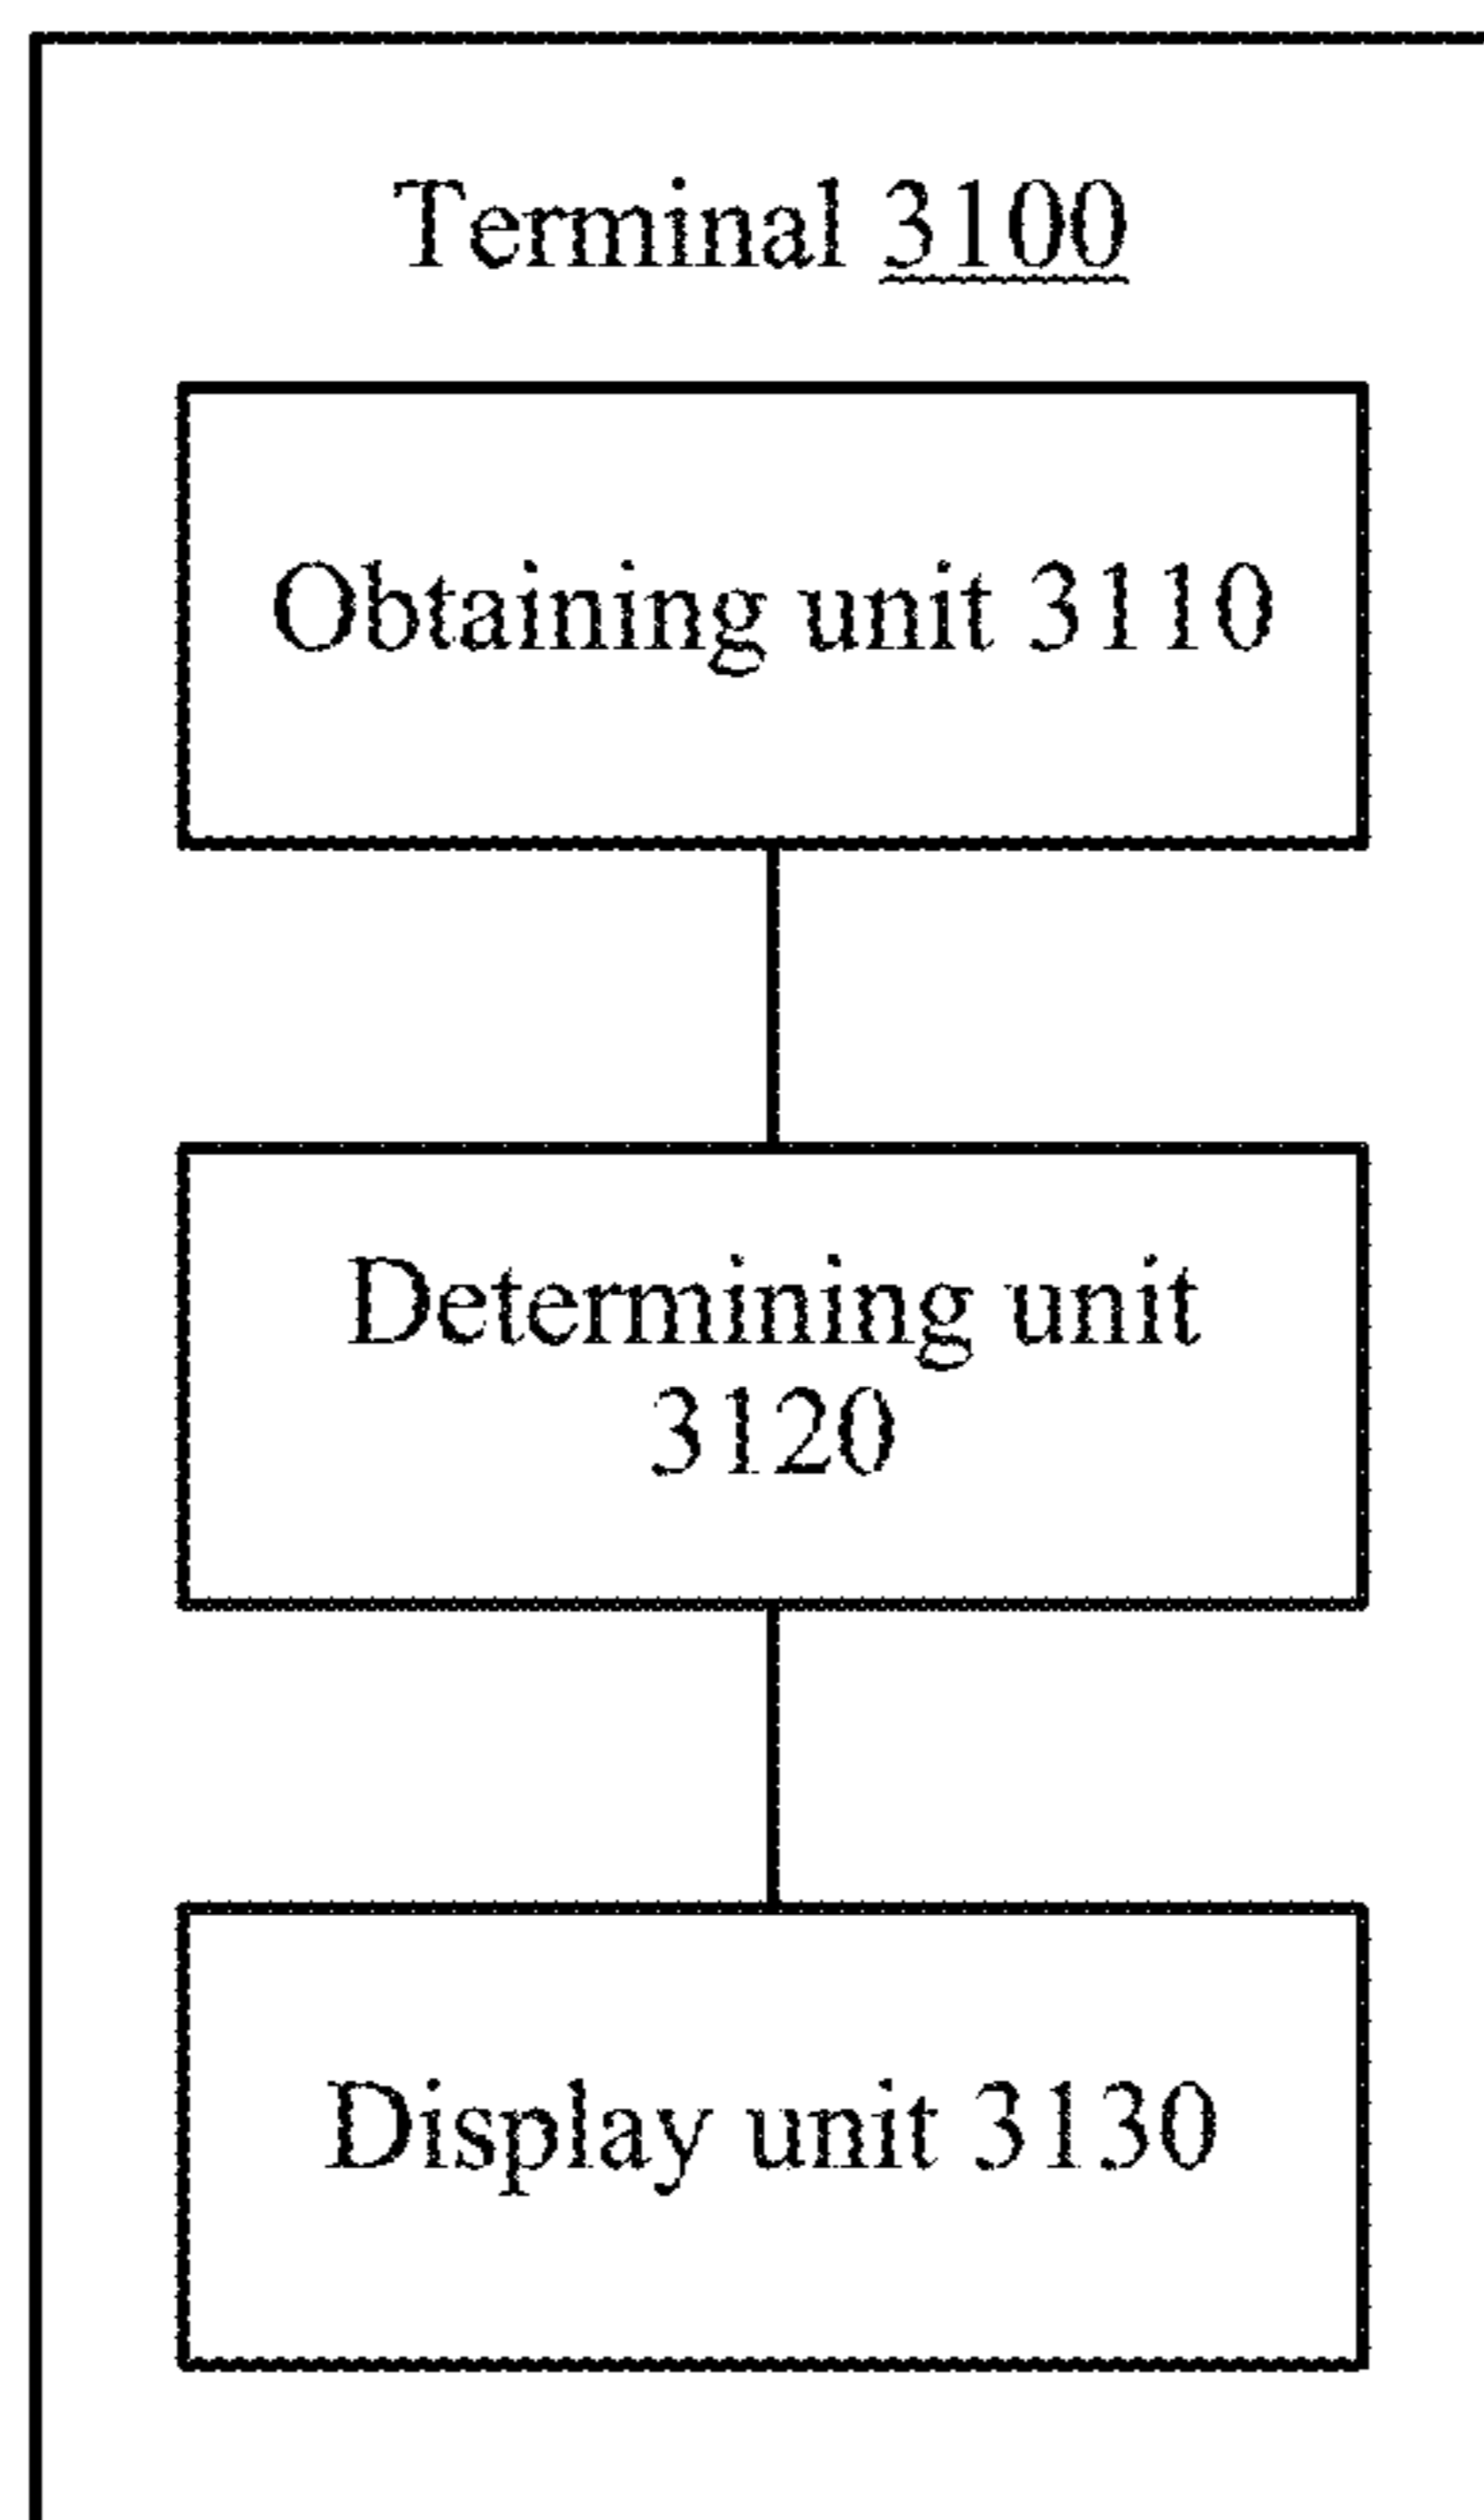 Terminal 3100
Obtaining unit 3110
Determining unit
3120
Display unit 3130